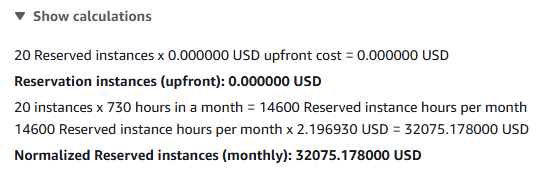 Show calculations
20 Reserved instances x 0.000000 USD upfront cost = 0.000000 USD
Reservation instances (upfront): 0.000000 USD
20 instances x 730 hours in a month = 14600 Reserved instance hours per month
14600 Reserved instance hours per month x 2.196930 USD = 32075.178000 USD
Normalized Reserved instances (monthly): 32075.178000 USD